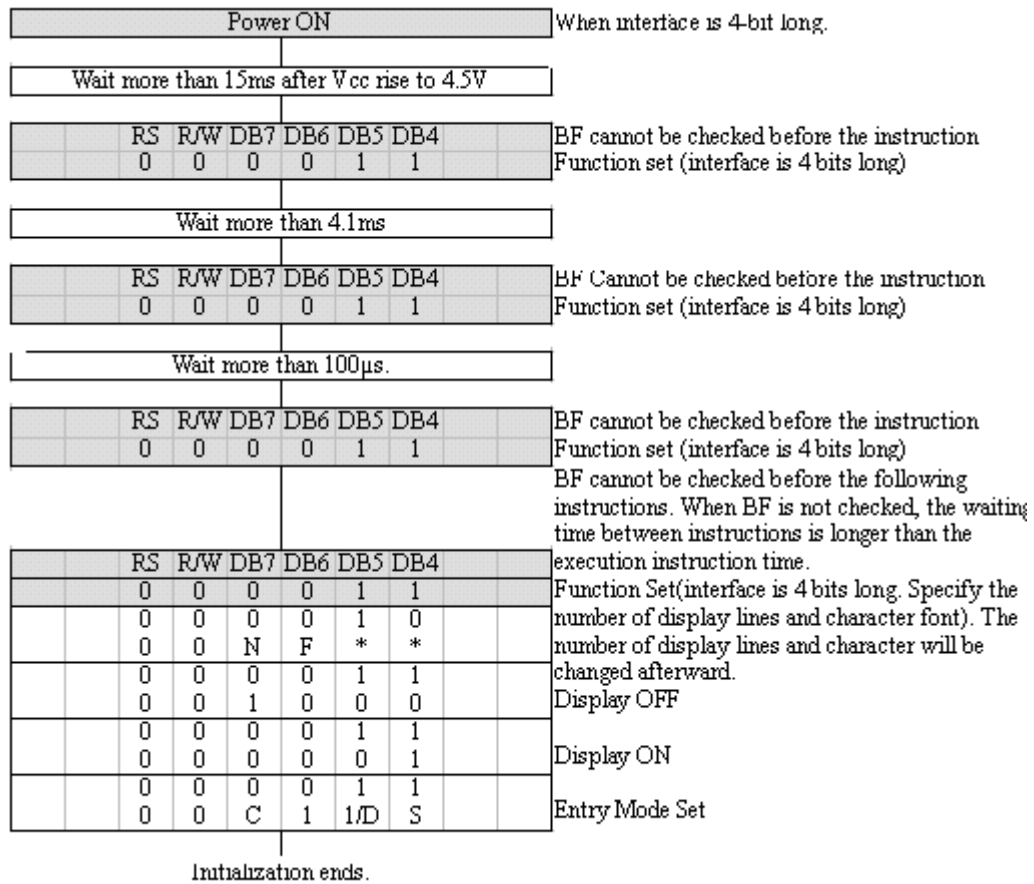 Power ON
When interface is 4-bit long.
Wait more than 15ms after Vcc rise to 4.5V
RS R/W DB7 DB6 DB5 DB4
BF cannot be checked before the instruction
0 0 0 0 1 1
Function set (interface is 4 bits long)
Wait more than 4.1ms
RS R/W DB7 DB6 DB5 DB4
BF Cannot be checked before the instruction
0 0 0 0 1 1
Function set (interface is 4 bits long)
Wait more than 100µs.
RS R/W DB7 DB6 DB5 DB4
BF cannot be checked before the instruction
0 0 0 0 1 1
Function set (interface is 4 bits long)
BF cannot be checked before the following
instructions. When BF is not checked, the waiting
time between instructions is longer than the
execution instruction time.
RS R/W DB7 DB6 DB5 DB4
0 0 0 0 1 1
Function Set(interface is 4 bits long. Specify the
0 0 0 0 1 0
number of display lines and character font). The
0 0 N F * *
number of display lines and character will be
changed afterward.
0 0 0 0 1 1
0 0 1 0 0 0
Display OFF
0 0 0 0 1 1
0 0 0 0 0 1
Display ON
0 0 0 0 1 1
0 0 C 1 1/D S
Entry Mode Set
Initialization ends.